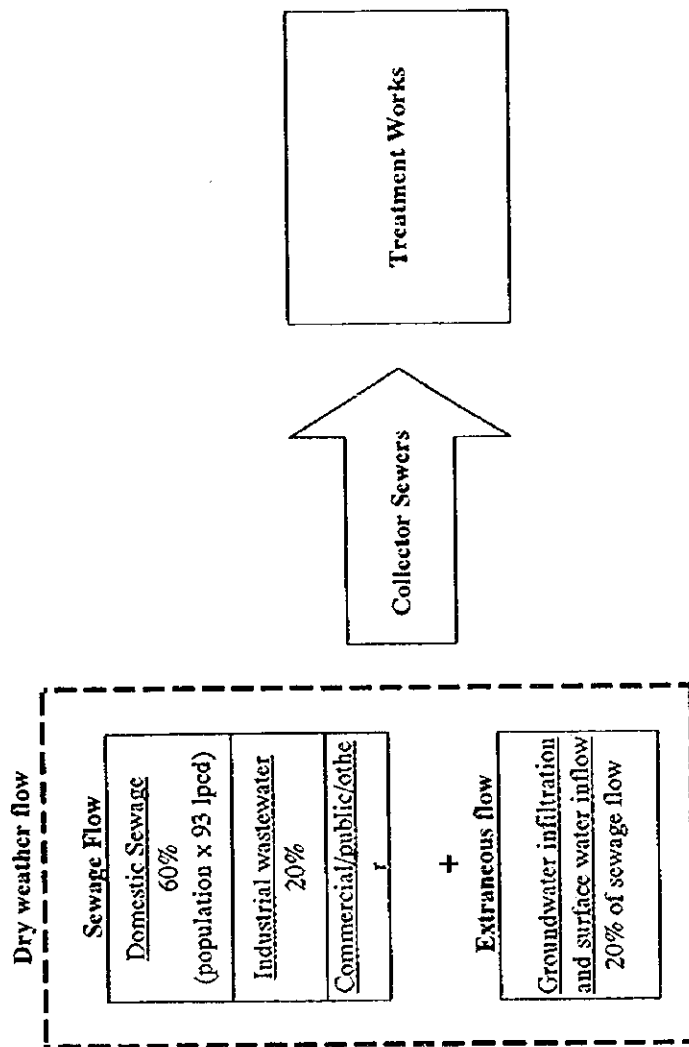 Dry weather flow
Sewage Flow
Domestic Sewage
60%
(population x 93 lpcd)
Industrial wastewater
20%
Commercial/public/othe
r
+
Extraneous flow
Groundwater infiltration
and surface water inflow
20% of sewage flow
Collector Sewers
Treatment Works